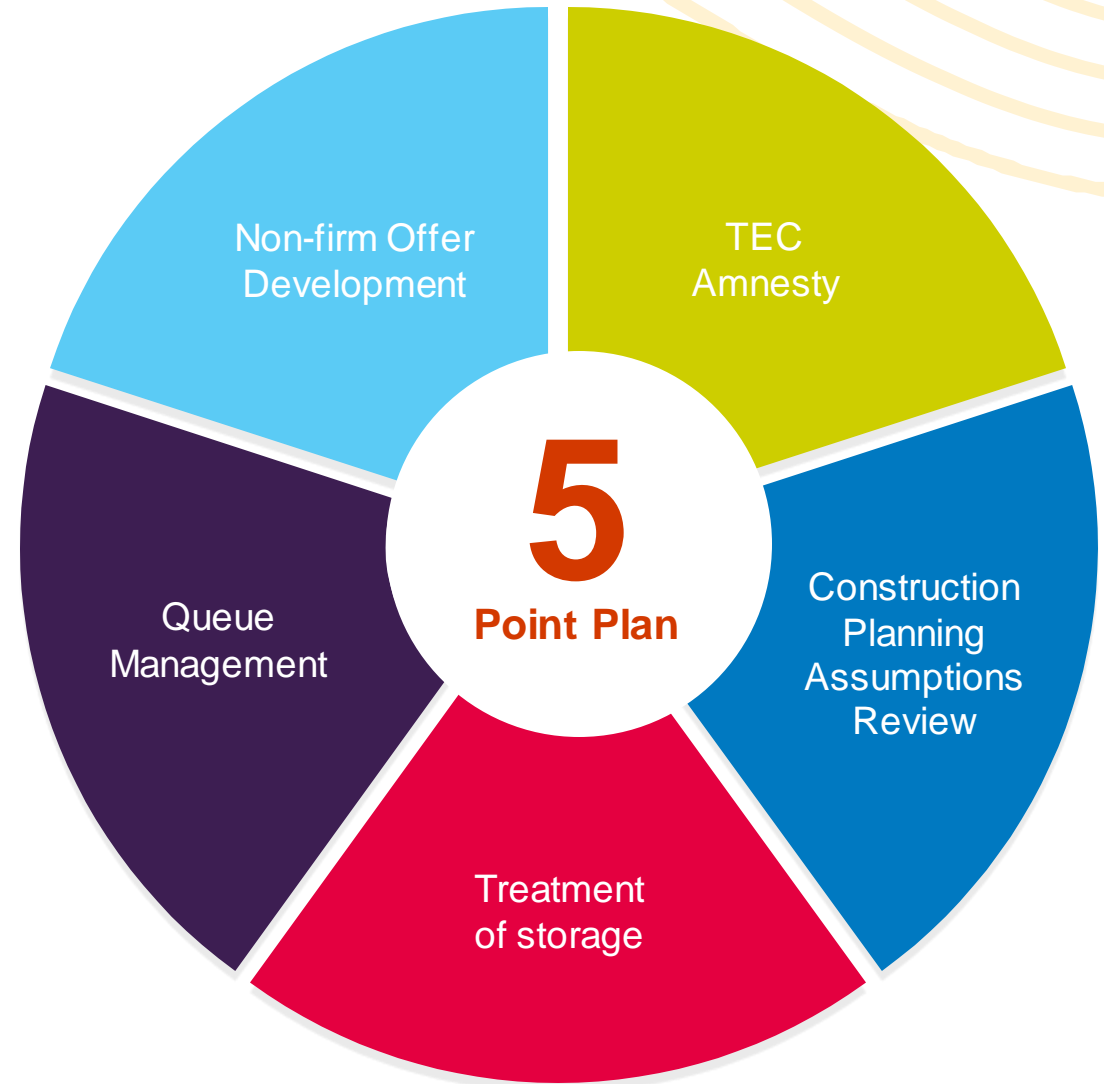 5
Point Plan
TEC
Amnesty
Construction
Planning
Assumptions
Review
Treatment
of storage
Queue
Management
Non-firm Offer
Development